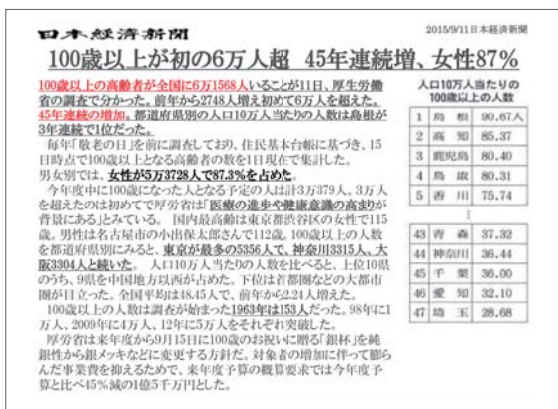 日本経済新聞
2015/9/11日本経済新聞
100歳以上が初の6万人超 45年連続増、女性87%
100歳以上の高齢者が全国に6万1568人いることが11日、厚生労働
省の調査で分かった。前年から2748人増え初めて6万人を超えた。
45年連続の増加。都道府県別の人口10万人当たりの人数は島根が
3年連続で1位だった。
毎年「敬老の日」を前に調査しており、住民基本台帳に基づき、15
日時点で100歳以上となる高齢者の数を1日現在で集計した。
男女別では、女性が5万3728人で87.3%を占めた。
今年度中に100歳になった人となる予定の人は計3万379人。3万人
を超えたのは初めてで厚労省は「医療の進歩や健康意識の高まりが
背景にある」とみている。 国内最高齢は東京都渋谷区の女性で115
歳。男性は名古屋市の小出保太郎さんで112歳。100歳以上の人数
を都道府県別にみると、東京が最多の5356人で、神奈川3315人、大
阪3304人と続いた。 人口10万人当たりの人数を比べると、上位10県
のうち、9県を中国地方以西が占めた。下位は首都圏などの大都市
圏が目立った。全国平均は48.45人で、前年から2.24人増えた。
100歳以上の人数は調査が始まった1963年は153人だった。98年に1
万人、2009年に4万人、12年に5万人をそれぞれ突破した。
厚労省は来年度から9月15日に100歳のお祝いに贈る「銀杯」を純
銀性から銀メッキなどに変更する方針だ。対象者の増加に伴って膨ら
んだ事業費を抑えるためで、来年度予算の概算要求では今年度予
算と比べ45%減の1億5千万円とした。
人口10万人当たりの
100歳以上の人数
1 島 根 90.67人
2 高 知 85.37
3 鹿児島 80.40
4 鳥 取 80.31
5 香 川 75.74
43 青 森 37.32
44 神奈川 36.44
45 千 葉 36.00
46 愛 知 32.10
47 埼 玉 28.68